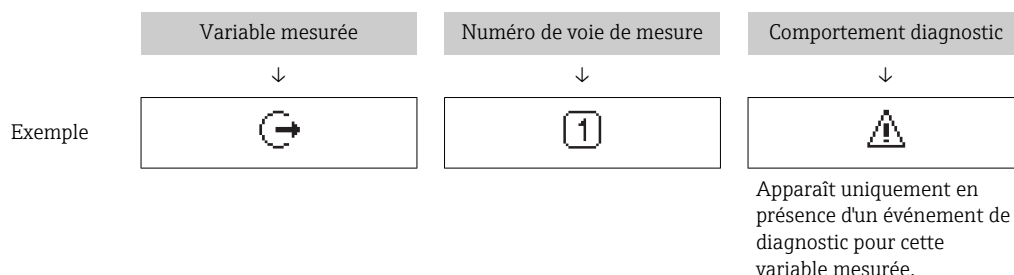 Variable mesurée Numéro de voie de mesure Comportement diagnostic
↓ ↓ ↓
Exemple 1
Apparaît uniquement en
présence d'un événement de
diagnostic pour cette
variable mesurée.